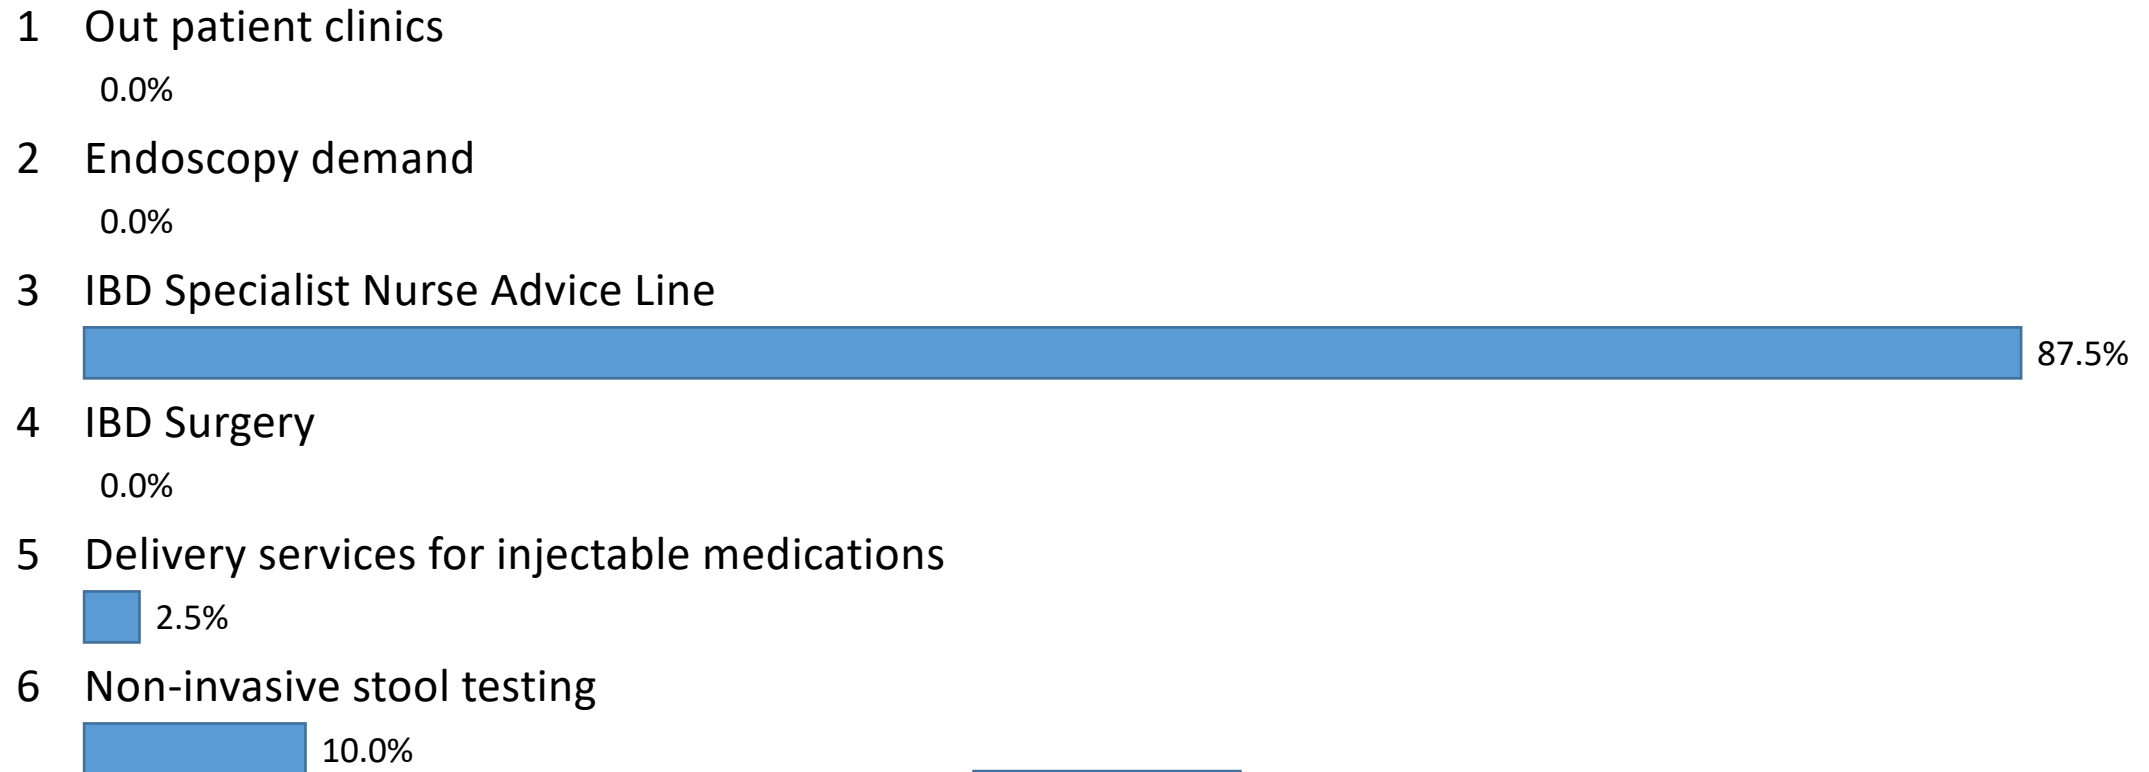 1 Out patient clinics
0.0%
2 Endoscopy demand
0.0%
3 IBD Specialist Nurse Advice Line
87.5%
4 IBD Surgery
0.0%
5 Delivery services for injectable medications
2.5%
6 Non-invasive stool testing
10.0%